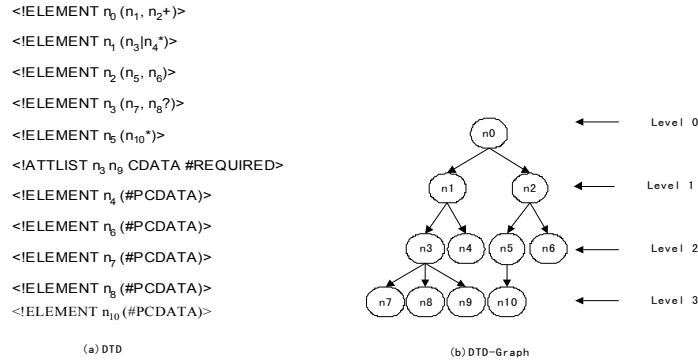 <!ELEMENT n₀ (n₁, n₂+)>
<!ELEMENT n₁ (n₃|n₄*)>
<!ELEMENT n₂ (n₅, n₆)>
<!ELEMENT n₃ (n₇, n₈?)>
<!ELEMENT n₅ (n₁₀*)>
<!ATTLIST n₃ n₉ CDATA #REQUIRED>
<!ELEMENT n₄ (#PCDATA)>
<!ELEMENT n₆ (#PCDATA)>
<!ELEMENT n₇ (#PCDATA)>
<!ELEMENT n₈ (#PCDATA)>
<!ELEMENT n₁₀ (#PCDATA)>
(a)DTD
n0 Level 0
n1 n2 Level 1
n3 n4 n5 n6 Level 2
n7 n8 n9 n10 Level 3
(b)DTD-Graph